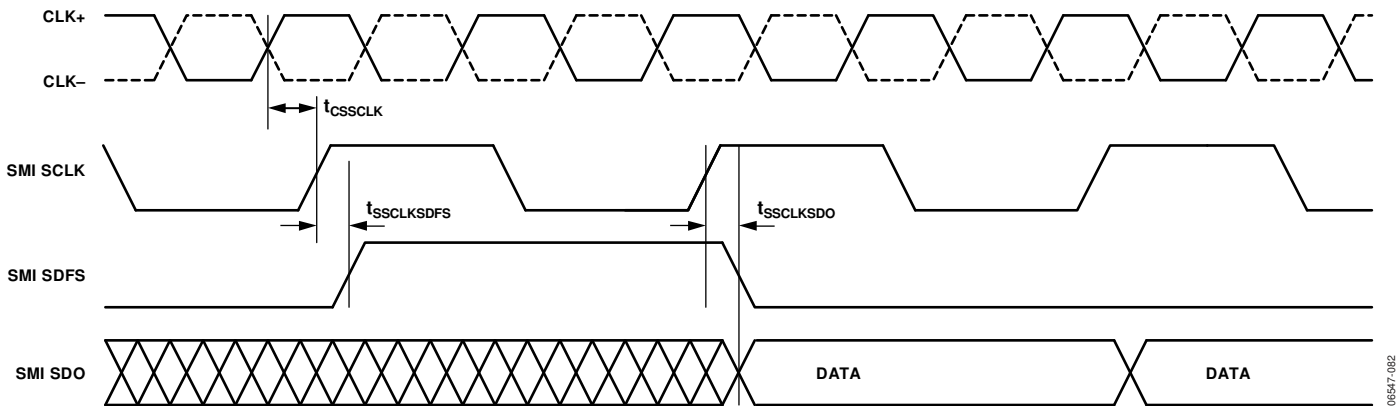 CLK+
CLK–
tCSSCLK
SMI SCLK
tSSCLKSDFS
tSSCLKSDO
SMI SDFS
SMI SDO
DATA
DATA
06547-082